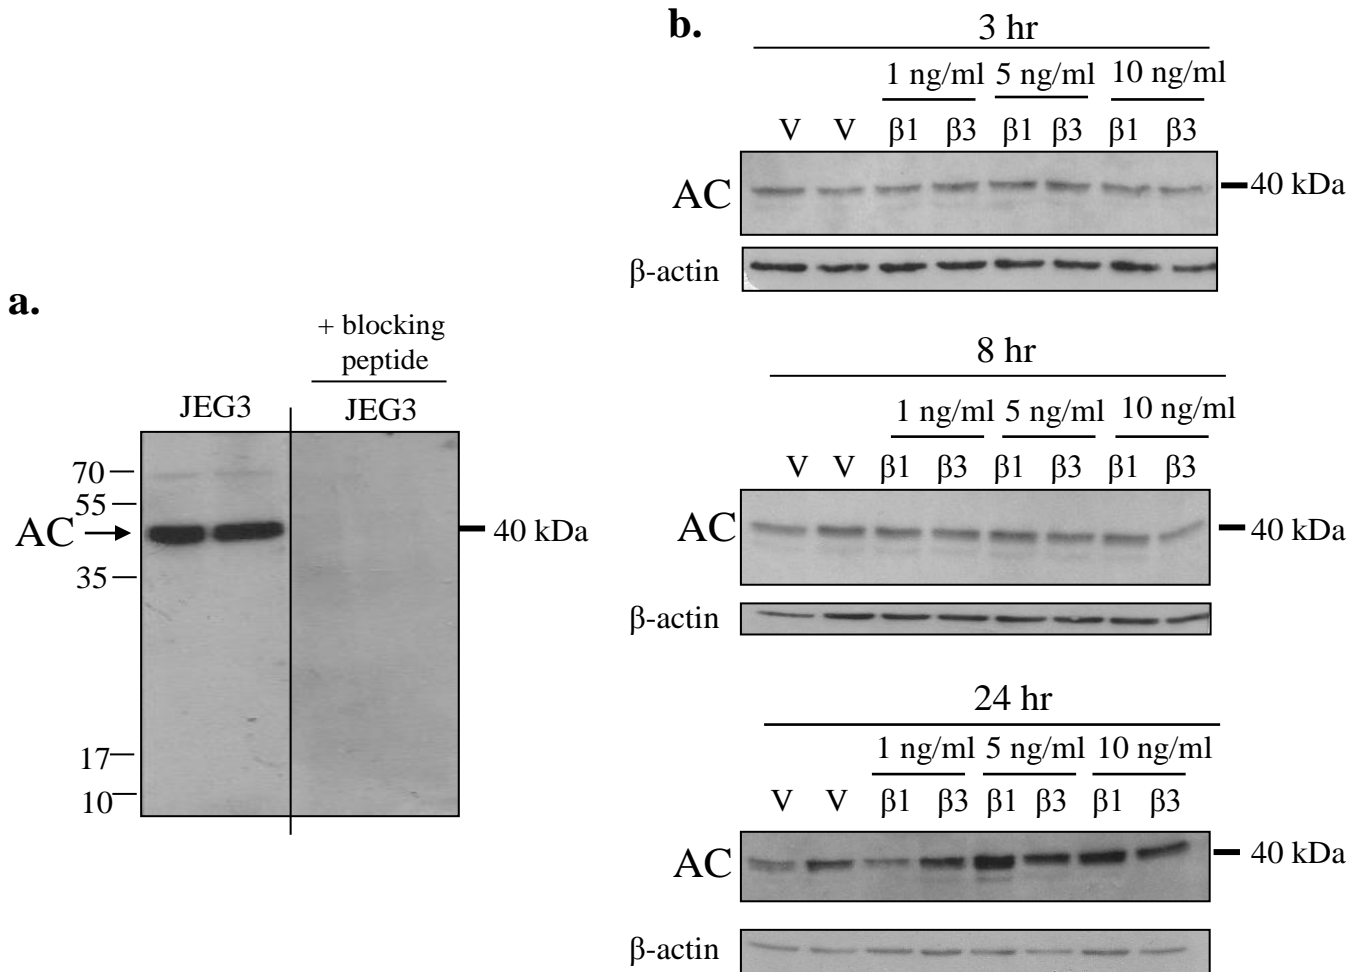 a.
+ blocking
peptide
JEG3 JEG3
70
55
AC 40 kDa
35
17
10
b.
3 hr
1 ng/ml 5 ng/ml 10 ng/ml
V V β1 β3 β1 β3 β1 β3
AC 40 kDa
β-actin
8 hr
1 ng/ml 5 ng/ml 10 ng/ml
V V β1 β3 β1 β3 β1 β3
AC 40 kDa
β-actin
24 hr
1 ng/ml 5 ng/ml 10 ng/ml
V V β1 β3 β1 β3 β1 β3
AC 40 kDa
β-actin